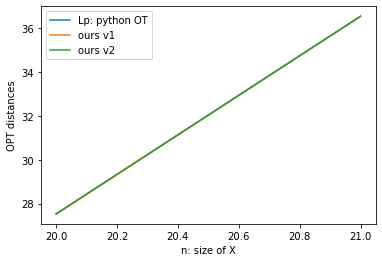 Lp: python OT
ours v1
ours v2
OPT distances
36
34
32
30
28
20.0 20.2 20.4 20.6 20.8 21.0
n: size of X